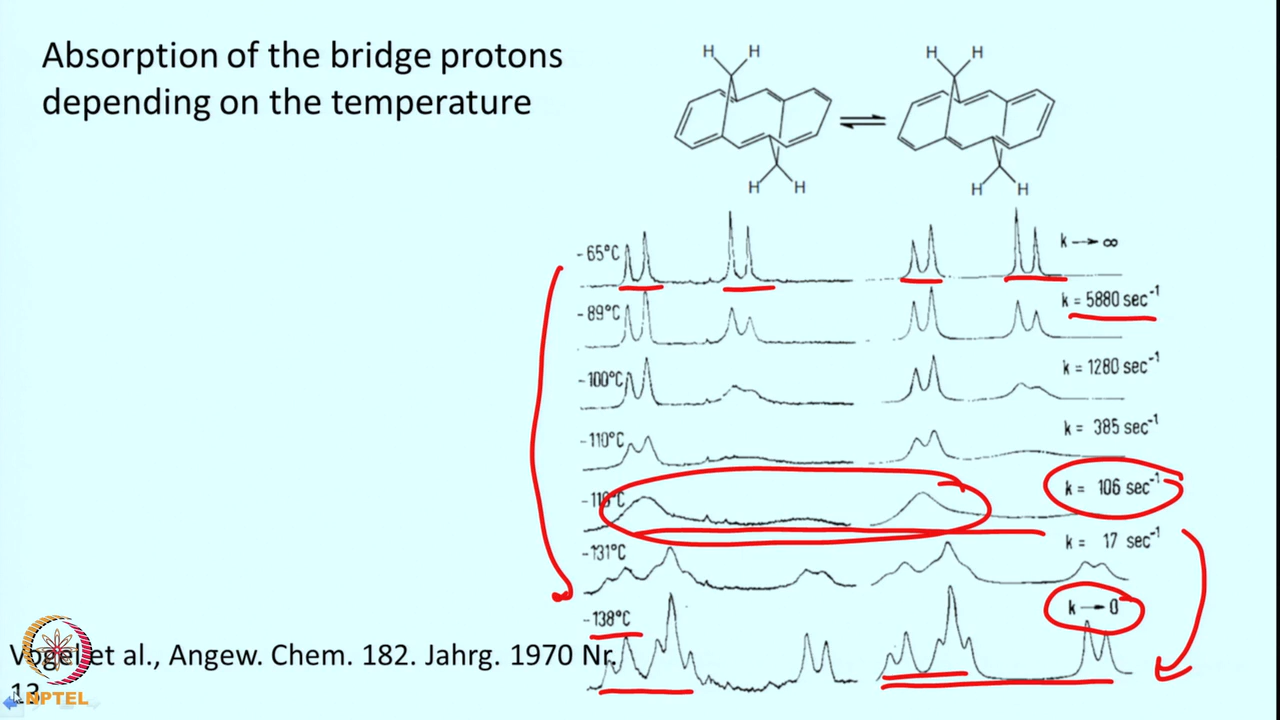 Absorption of the bridge protons
depending on the temperature
H H H H
H H H H
-65°C k → ∞
-89°C k = 5880 sec⁻¹
-100°C k = 1280 sec⁻¹
-110°C k = 385 sec⁻¹
k = 106 sec⁻¹
-131°C k = 17 sec⁻¹
-138°C k → 0
Vogel et al., Angew. Chem. 182. Jahrg. 1970 Nr.
13
NPTEL